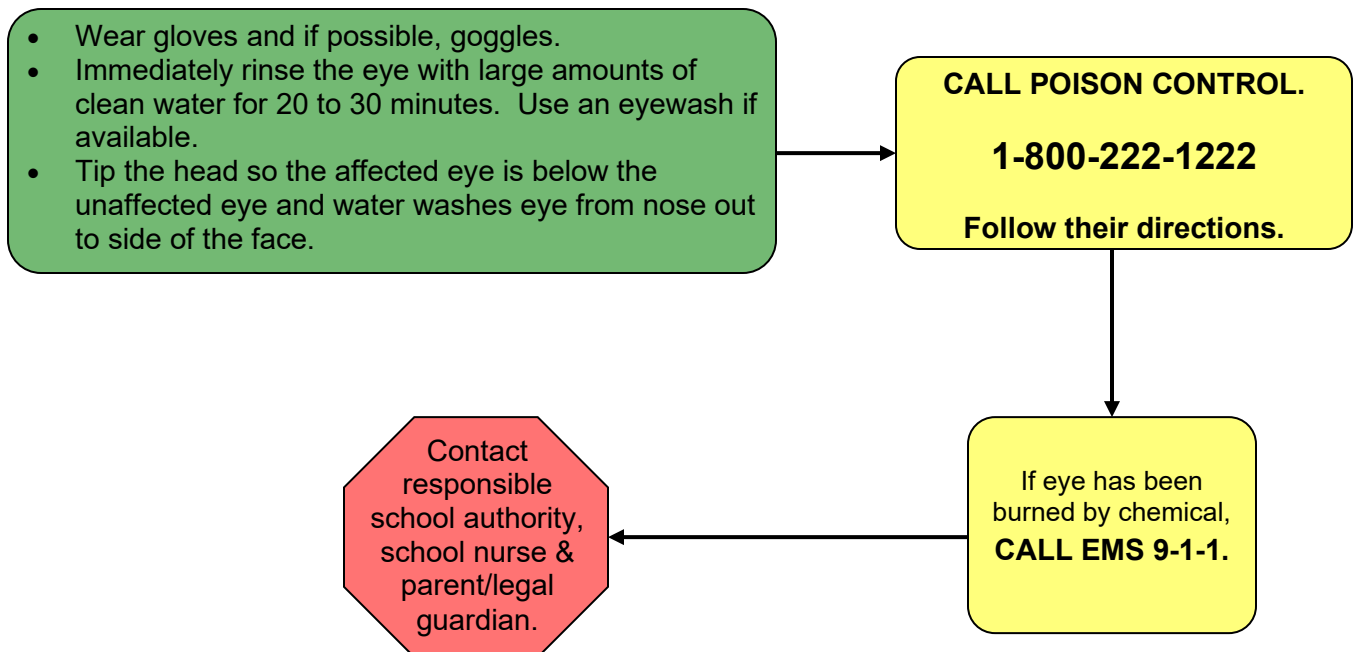 • Wear gloves and if possible, goggles.
• Immediately rinse the eye with large amounts of
clean water for 20 to 30 minutes.  Use an eyewash if
available.
• Tip the head so the affected eye is below the
unaffected eye and water washes eye from nose out
to side of the face.
CALL POISON CONTROL.
1-800-222-1222
Follow their directions.
If eye has been
burned by chemical,
CALL EMS 9-1-1.
Contact
responsible
school authority,
school nurse &
parent/legal
guardian.